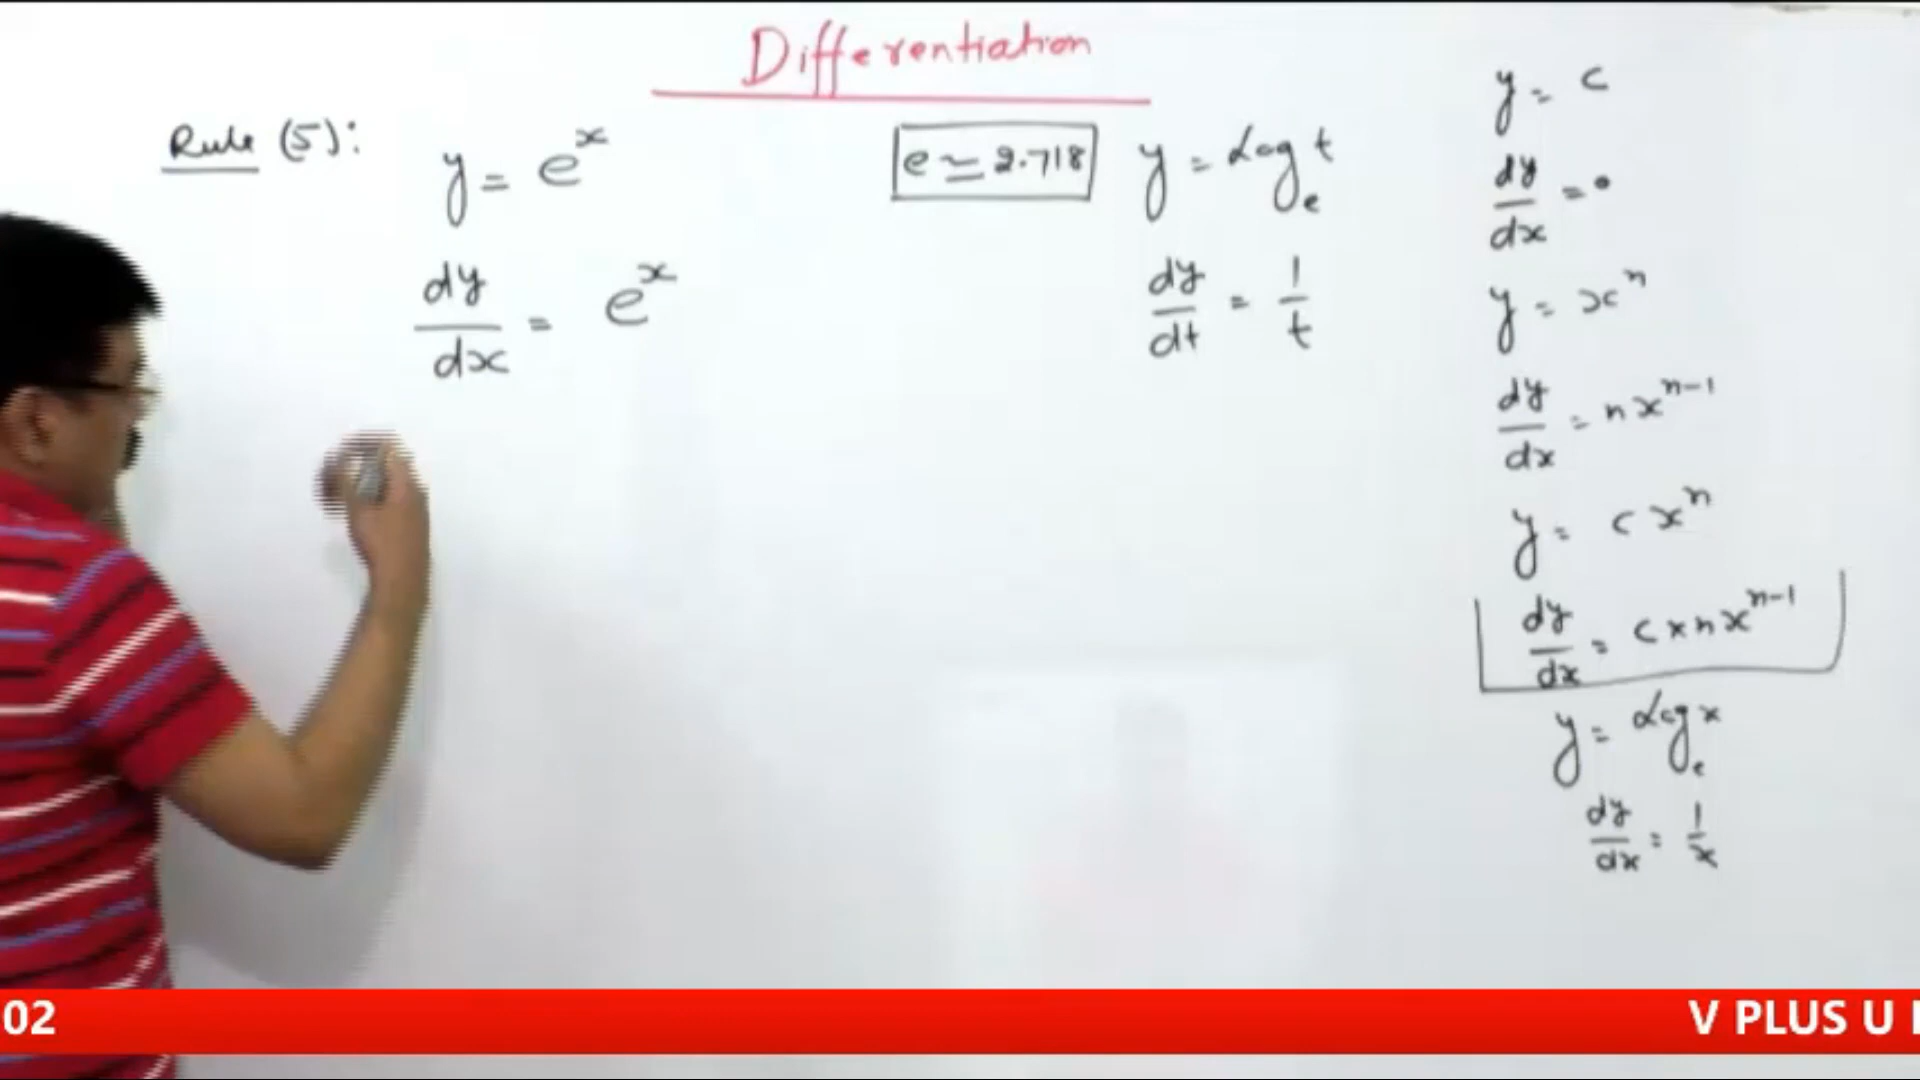 Differentiation
Rule (5):
y = e^x
dy/dx = e^x
e ≃ 2.718
y = log_e t
dy/dt = 1/t
y = c
dy/dx = 0
y = x^n
dy/dx = nx^{n-1}
y = cx^n
dy/dx = c×nx^{n-1}
y = log_e x
dy/dx = 1/x
02
V PLUS U